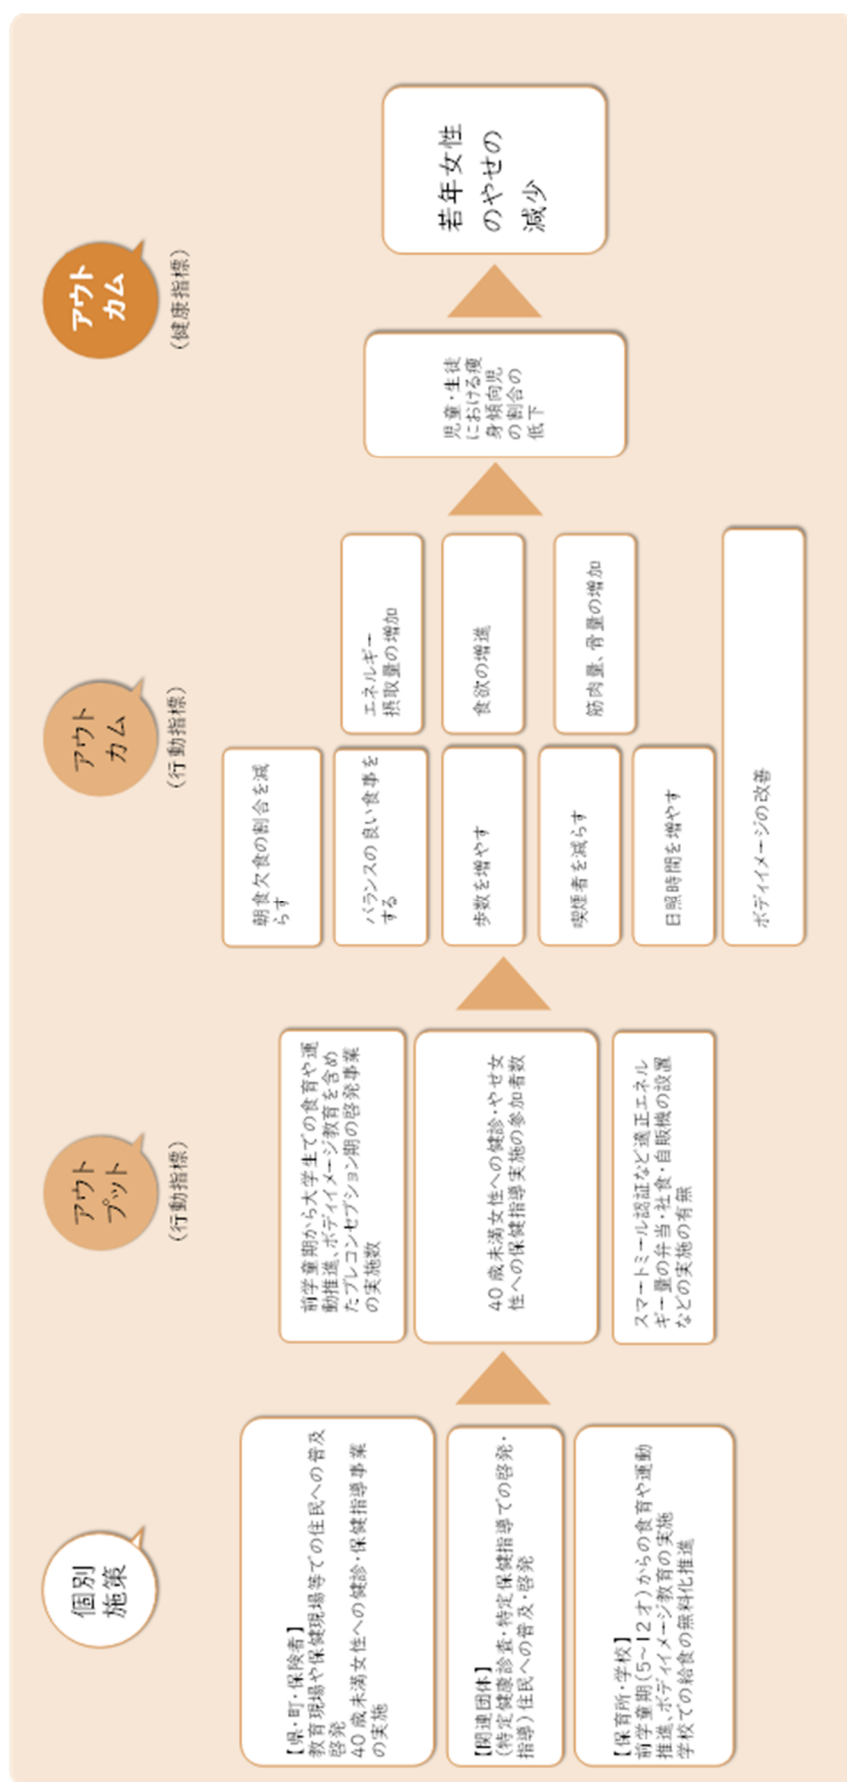 個別
施策
【県・町・保険者】
教育現場や保健現場等での住民への普及
啓発
40 歳未満女性への健診・保健指導事業
の実施
【関連団体】
(特定健康診査・特定保健指導での啓発・
指導)住民への普及・啓発
【保育所・学校】
前学童期(5～12 才)からの食育や運動
推進、ボディイメージ教育の実施
学校での給食の無料化推進
アウト
プット
(行動指標)
前学童期から大学生での食育や運
動推進、ボディイメージ教育を含め
たプレコンセプション期の啓発事業
の実施数
40 歳未満女性への健診・やせ女
性への保健指導実施の参加者数
スマートミール認証など適正エネル
ギー量の弁当・社食・自販機の設置
などの実施の有無
アウト
カム
(行動指標)
朝食欠食の割合を減
らす
バランスの良い食事を
する
歩数を増やす
喫煙者を減らす
日照時間を増やす
ボディイメージの改善
エネルギー
摂取量の増加
食欲の増進
筋肉量、骨量の増加
アウト
カム
(健康指標)
児童・生徒
における痩
身傾向児
の割合の
低下
若年女性
のやせの
減少